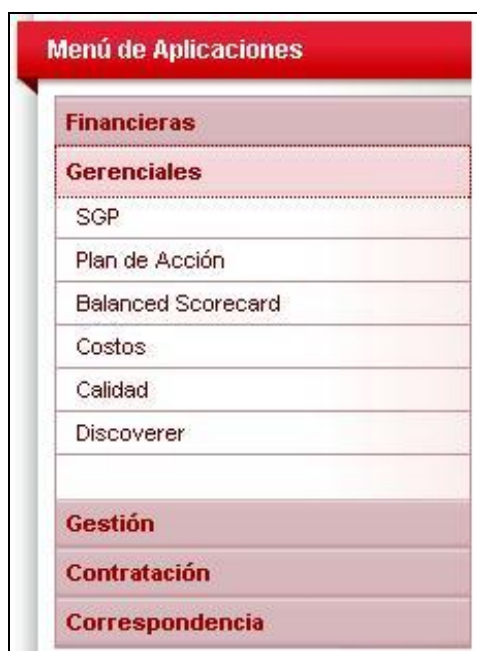 Menú de Aplicaciones
Financieras
Gerenciales
SGP
Plan de Acción
Balanced Scorecard
Costos
Calidad
Discoverer
Gestión
Contratación
Correspondencia